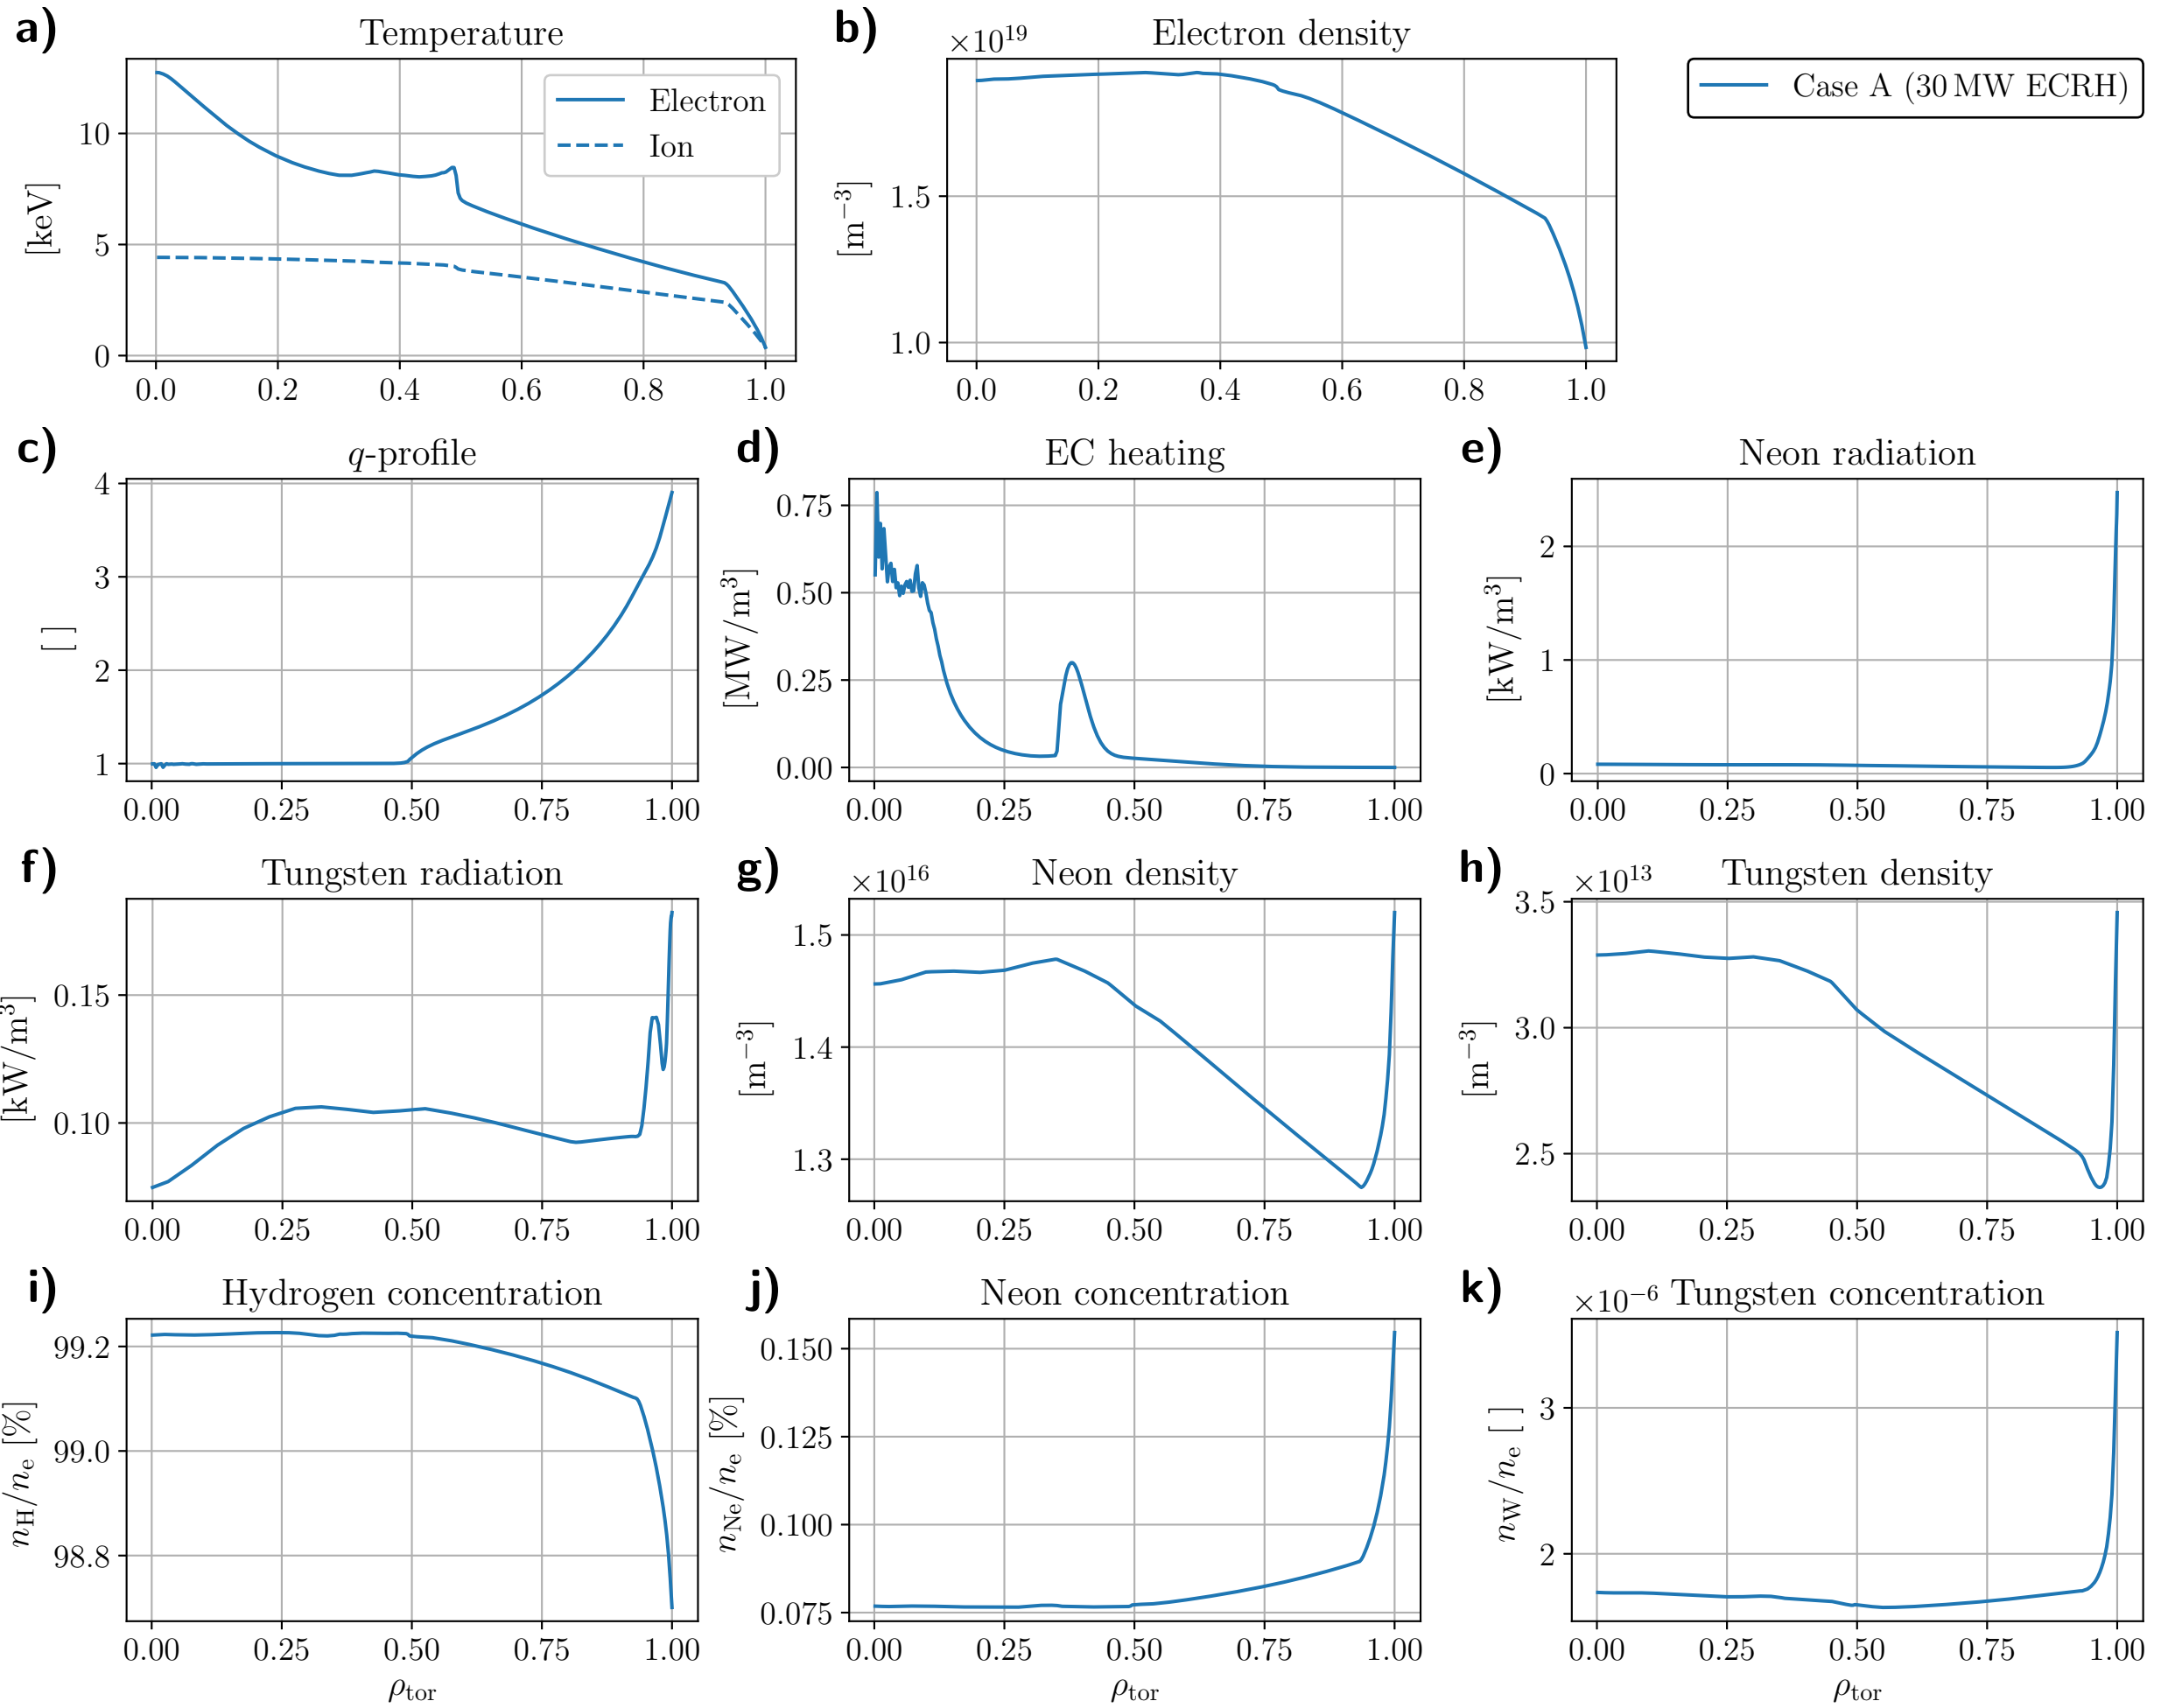 a)
Temperature
[keV]
10
5
0
0.0 0.2 0.4 0.6 0.8 1.0
Electron
Ion
b)
×10¹⁹
Electron density
[m⁻³]
1.5
1.0
0.0 0.2 0.4 0.6 0.8 1.0
Case A (30 MW ECRH)
c)
q-profile
[ ]
4
3
2
1
0.00 0.25 0.50 0.75 1.00
d)
EC heating
[MW/m³]
0.75
0.50
0.25
0.00
0.00 0.25 0.50 0.75 1.00
e)
Neon radiation
[kW/m³]
2
1
0
0.00 0.25 0.50 0.75 1.00
f)
Tungsten radiation
[kW/m³]
0.15
0.10
0.00 0.25 0.50 0.75 1.00
g)
×10¹⁶
Neon density
[m⁻³]
1.5
1.4
1.3
0.00 0.25 0.50 0.75 1.00
h)
×10¹³
Tungsten density
[m⁻³]
3.5
3.0
2.5
0.00 0.25 0.50 0.75 1.00
i)
Hydrogen concentration
n_H/n_e [%]
99.2
99.0
98.8
0.00 0.25 0.50 0.75 1.00
ρ_tor
j)
Neon concentration
n_Ne/n_e [%]
0.150
0.125
0.100
0.075
0.00 0.25 0.50 0.75 1.00
ρ_tor
k)
×10⁻⁶ Tungsten concentration
n_W/n_e [ ]
3
2
0.00 0.25 0.50 0.75 1.00
ρ_tor